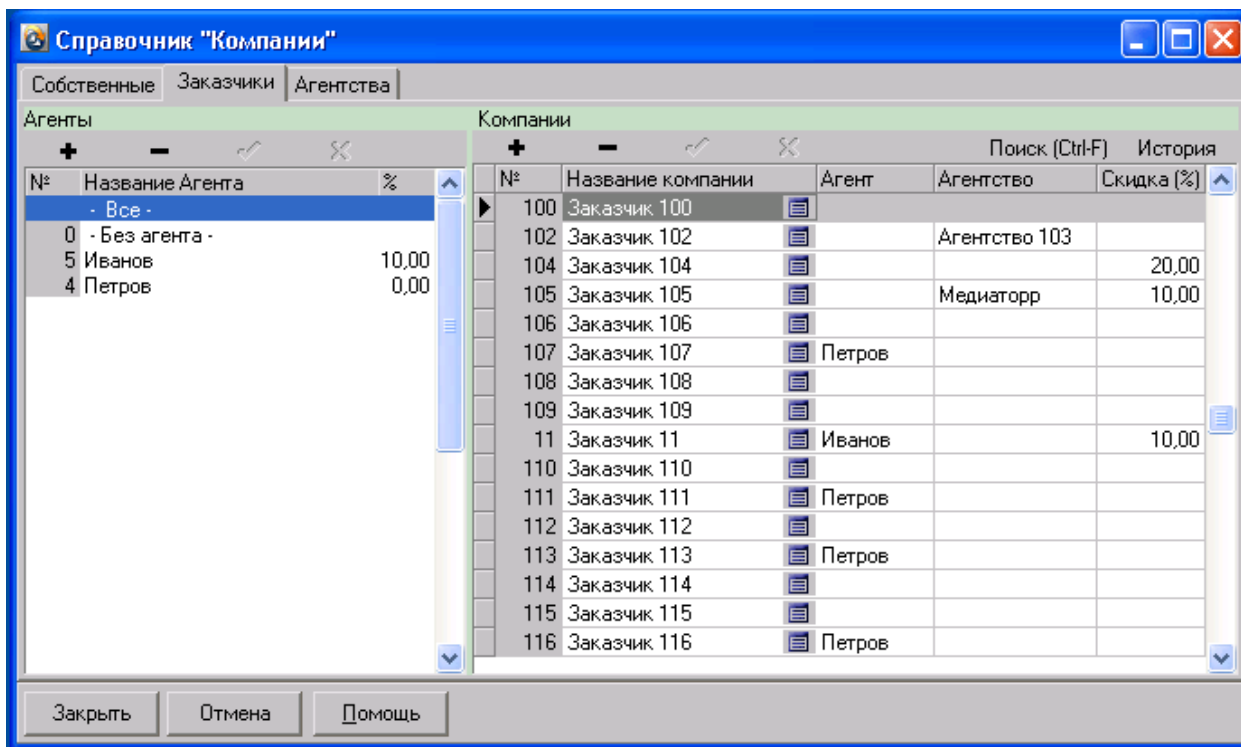 Справочник "Компании"
Собственные Заказчики Агентства
Агенты
№ Название Агента %
- Все -
0 - Без агента -
5 Иванов 10,00
4 Петров 0,00
Компании
Поиск (Ctrl-F) История
№ Название компании Агент Агентство Скидка (%)
100 Заказчик 100
102 Заказчик 102 Агентство 103
104 Заказчик 104 20,00
105 Заказчик 105 Медиаторр 10,00
106 Заказчик 106
107 Заказчик 107 Петров
108 Заказчик 108
109 Заказчик 109
11 Заказчик 11 Иванов 10,00
110 Заказчик 110
111 Заказчик 111 Петров
112 Заказчик 112
113 Заказчик 113 Петров
114 Заказчик 114
115 Заказчик 115
116 Заказчик 116 Петров
Закрыть Отмена Помощь